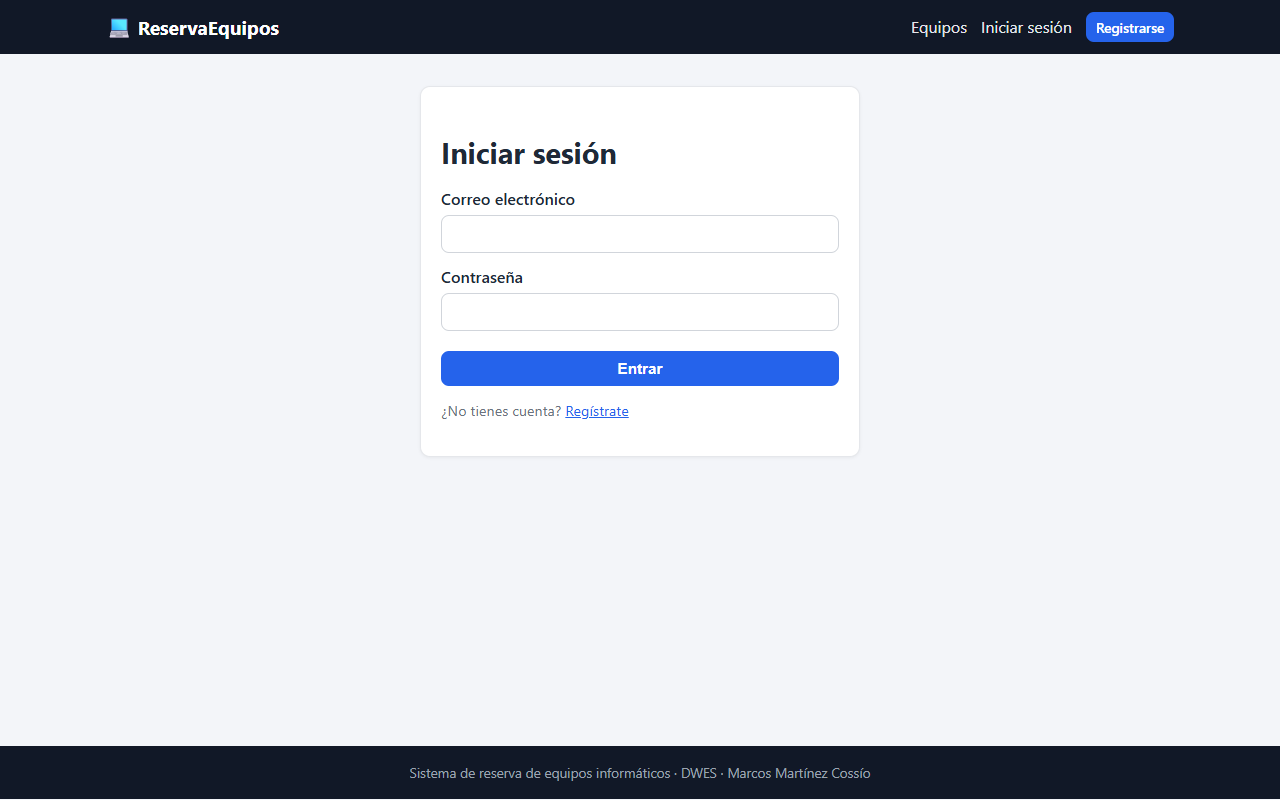 ReservaEquipos
Equipos Iniciar sesión Registrarse
Iniciar sesión
Correo electrónico
Contraseña
Entrar
¿No tienes cuenta? Regístrate
Sistema de reserva de equipos informáticos · DWES · Marcos Martínez Cossío